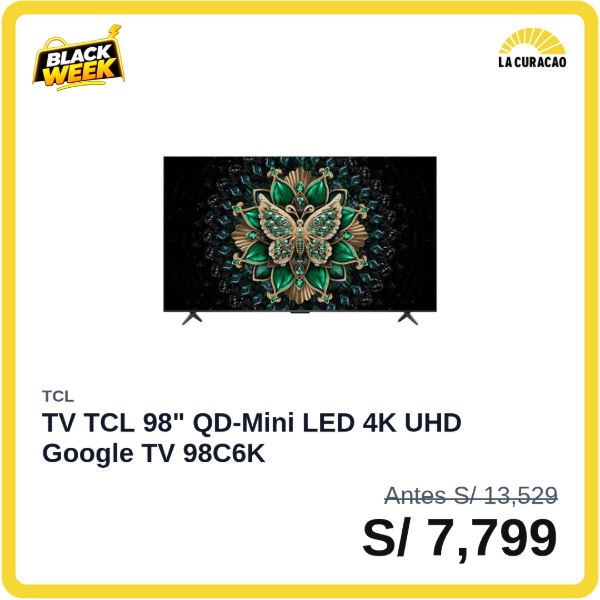 BLACK
WEEK
LA CURACAO
TCL
TV TCL 98" QD-Mini LED 4K UHD
Google TV 98C6K
Antes S/ 13,529
S/ 7,799